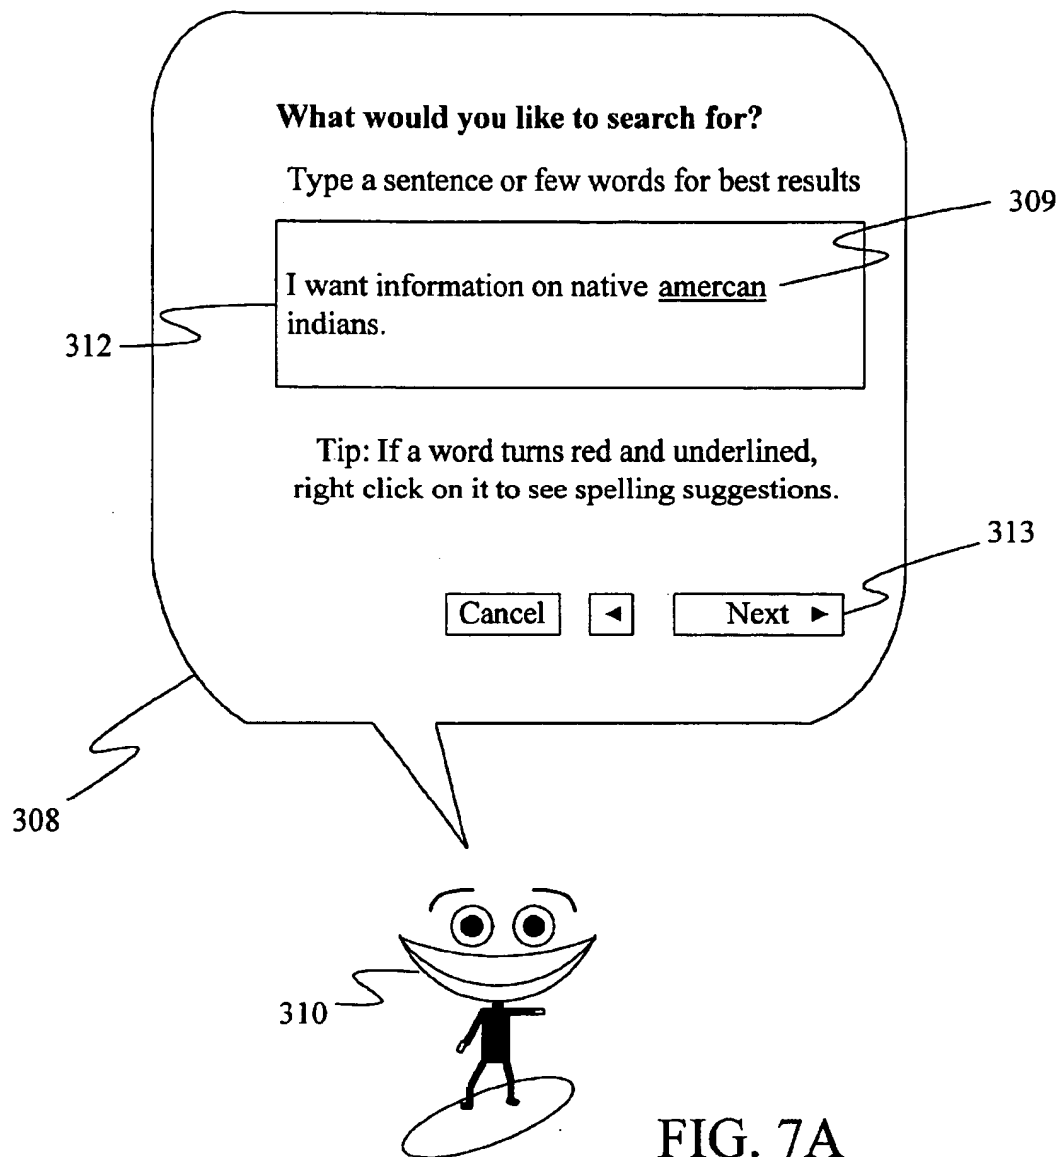 What would you like to search for?
Type a sentence or few words for best results
309
I want information on native amercan
indians.
312
Tip: If a word turns red and underlined,
right click on it to see spelling suggestions.
313
Cancel ◄ Next ►
308
310
FIG. 7A